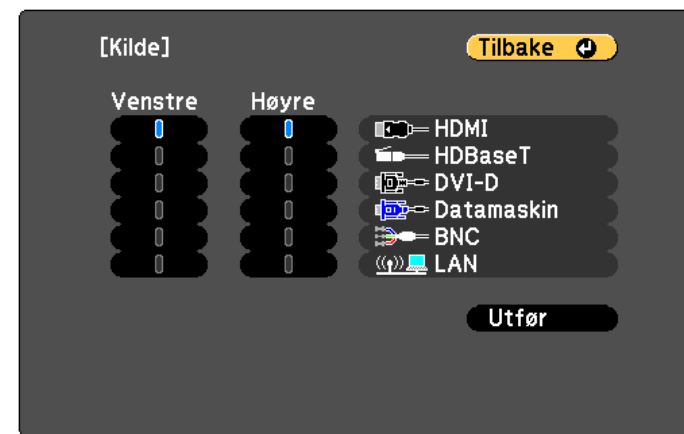 [Kilde] Tilbake
Venstre Høyre
HDMI
HDBaseT
DVI-D
Datamaskin
BNC
LAN
Utfør